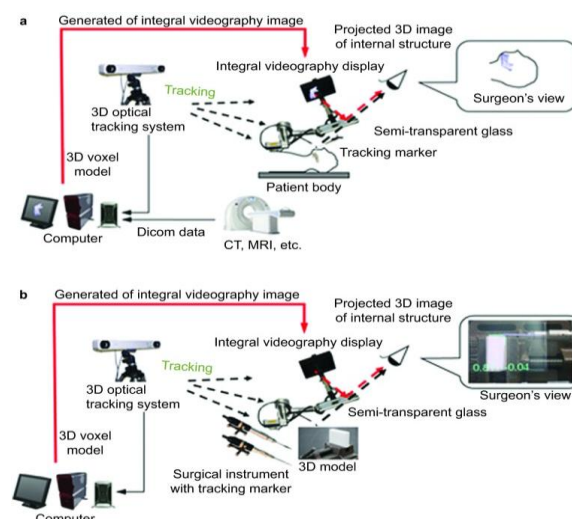 a
Generated of integral videography image
Projected 3D image
of internal structure
Integral videography display
Tracking
Surgeon's view
3D optical
tracking system
Semi-transparent glass
Tracking marker
3D voxel
model
Patient body
Computer
Dicom data
CT, MRI, etc.
b
Generated of integral videography image
Projected 3D image
of internal structure
Integral videography display
Tracking
Surgeon's view
3D optical
tracking system
Semi-transparent glass
3D voxel
model
3D model
Surgical instrument
with tracking marker
Computer